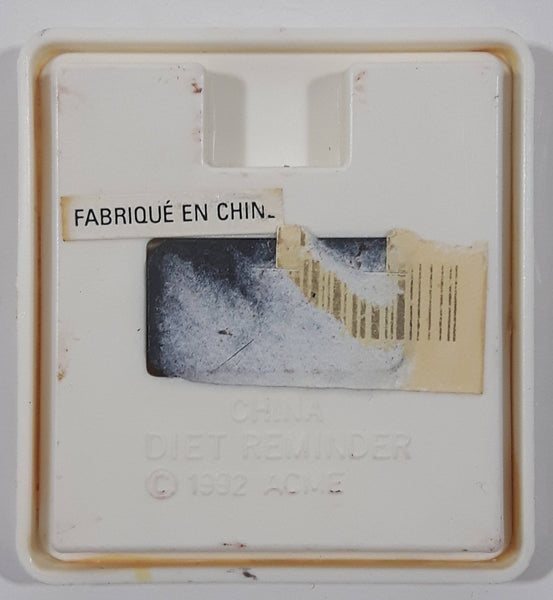 FABRIQUÉ EN CHIN
CHINA
DIET REMINDER
© 1992 ACME